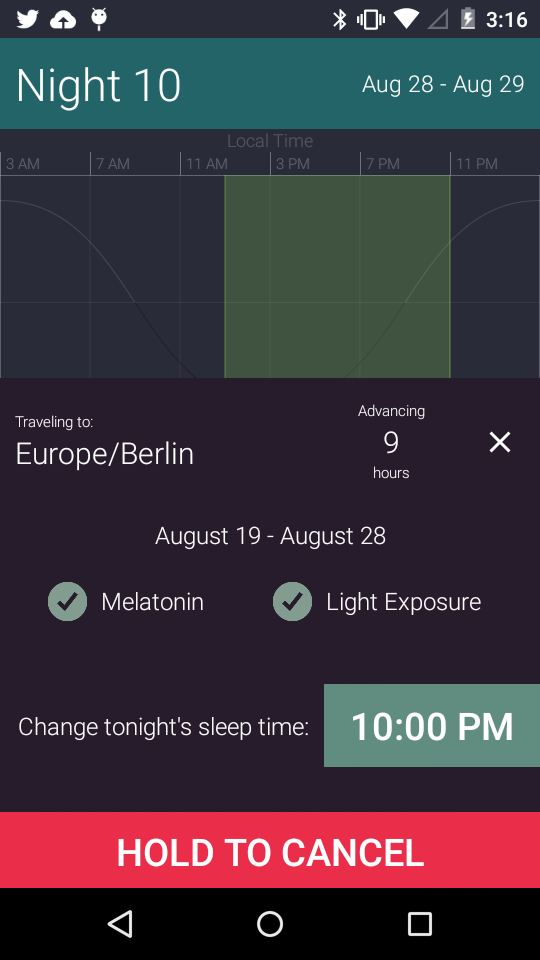 3:16
Night 10
Aug 28 - Aug 29
Local Time
3 AM 7 AM 11 AM 3 PM 7 PM 11 PM
Traveling to:
Europe/Berlin
Advancing
9
hours
August 19 - August 28
Melatonin
Light Exposure
Change tonight's sleep time:
10:00 PM
HOLD TO CANCEL